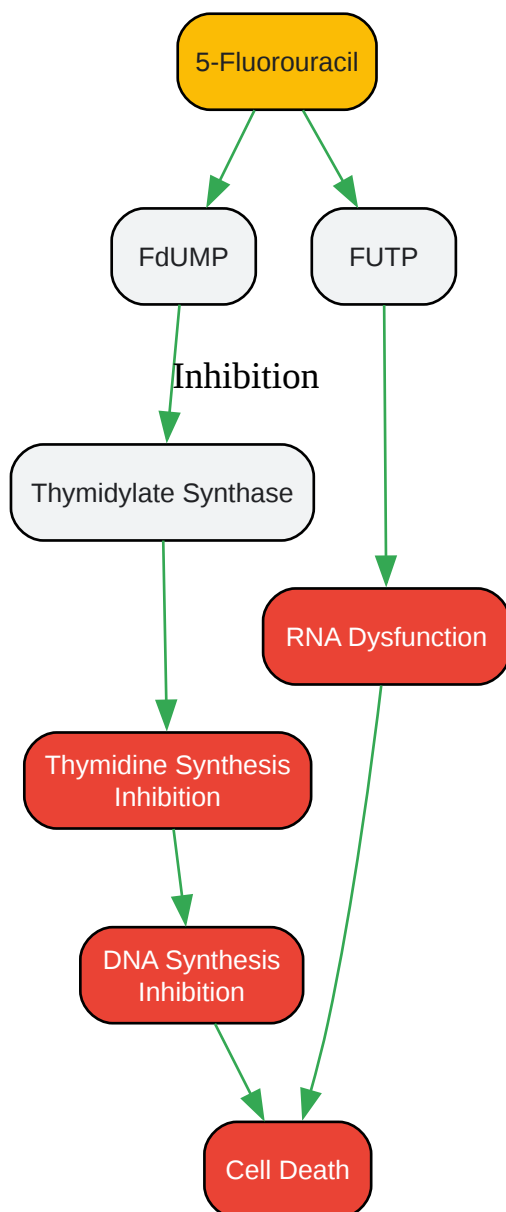 5-Fluorouracil
FdUMP
FUTP
Inhibition
Thymidylate Synthase
RNA Dysfunction
Thymidine Synthesis
Inhibition
DNA Synthesis
Inhibition
Cell Death